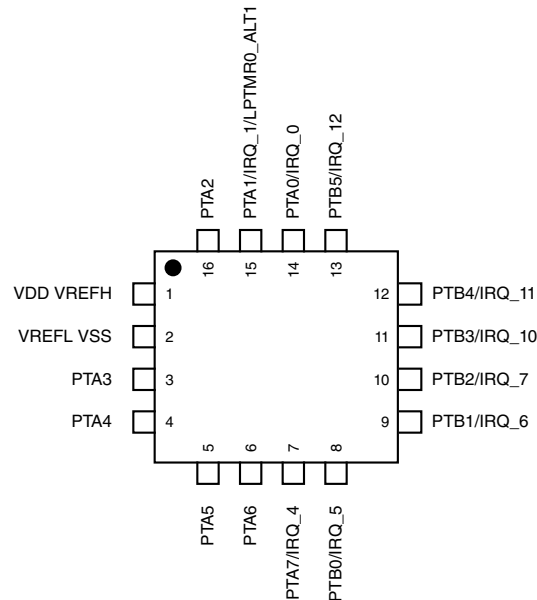 PTA2
PTA1/IRQ_1/LPTMR0_ALT1
PTA0/IRQ_0
PTB5/IRQ_12
16
15
14
13
VDD VREFH
1
12
PTB4/IRQ_11
VREFL VSS
2
11
PTB3/IRQ_10
PTA3
3
10
PTB2/IRQ_7
PTA4
4
9
PTB1/IRQ_6
5
6
7
8
PTA5
PTA6
PTA7/IRQ_4
PTB0/IRQ_5